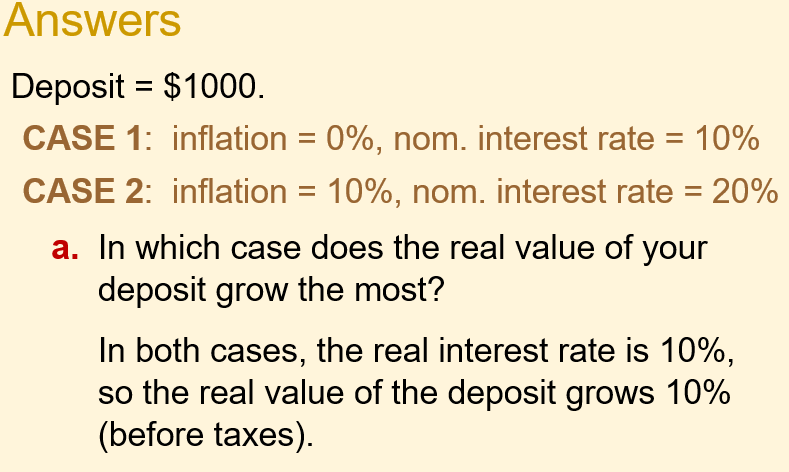 Answers
Deposit = $1000.
CASE 1: inflation = 0%, nom. interest rate = 10%
CASE 2: inflation = 10%, nom. interest rate = 20%
a. In which case does the real value of your
deposit grow the most?
In both cases, the real interest rate is 10%,
so the real value of the deposit grows 10%
(before taxes).